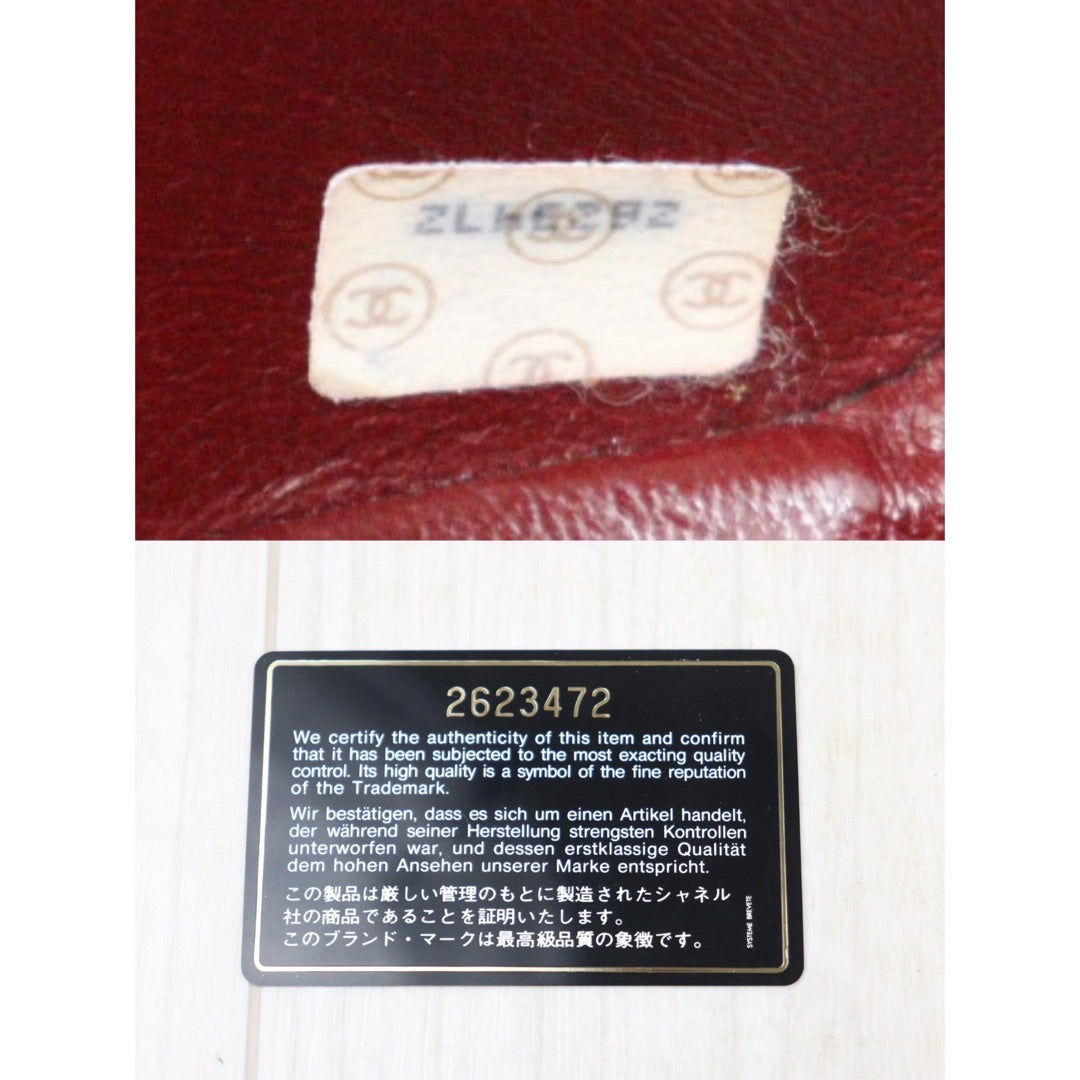 2623472
2623472
We certify the authenticity of this item and confirm
that it has been subjected to the most exacting quality
control. Its high quality is a symbol of the fine reputation
of the Trademark.
Wir bestätigen, dass es sich um einen Artikel handelt,
der während seiner Herstellung strengsten Kontrollen
unterworfen war, und dessen erstklassige Qualität
dem hohen Ansehen unserer Marke entspricht.
この製品は厳しい管理のもとに製造されたシャネル
社の商品であることを証明いたします。
このブランド・マークは最高級品質の象徴です。
SYSTEME BREVETE